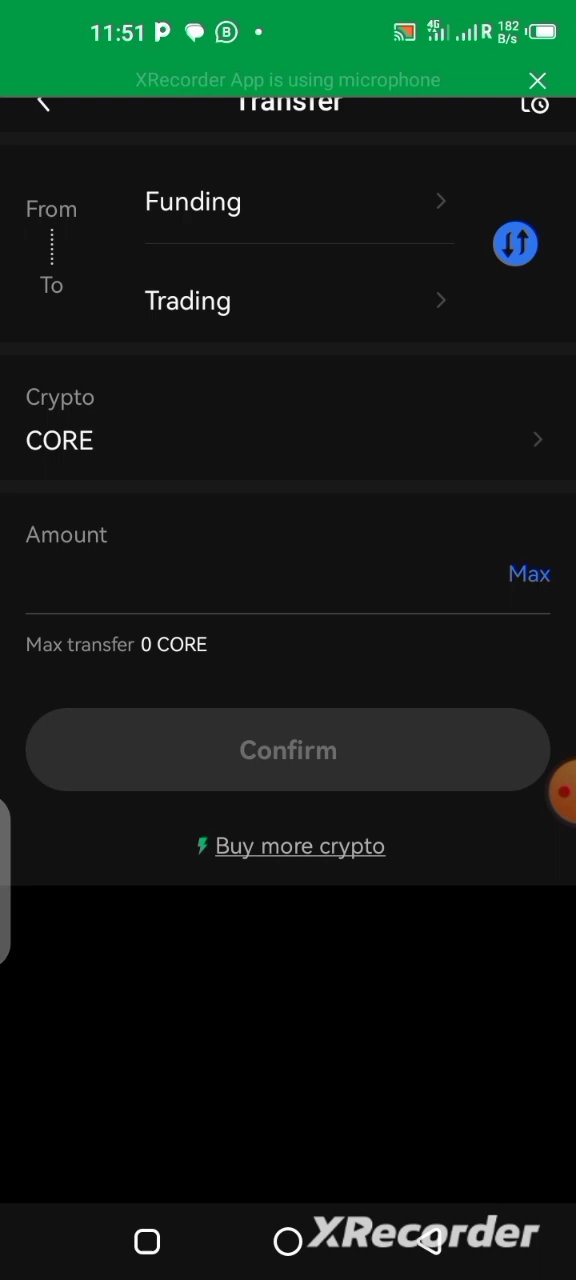 11:51
4G
R
182
B/s
XRecorder App is using microphone
Transfer
From
Funding
To
Trading
Crypto
CORE
Amount
Max
Max transfer 0 CORE
Confirm
Buy more crypto
XRecorder